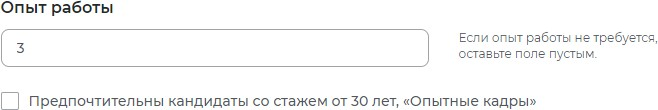 Опыт работы
3
Если опыт работы не требуется,
оставьте поле пустым.
Предпочтительны кандидаты со стажем от 30 лет, «Опытные кадры»